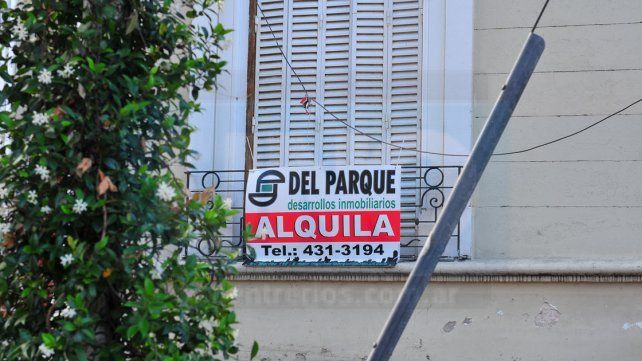 DEL PARQUE
desarrollos inmobiliarios
ALQUILA
Tel.: 431-3194